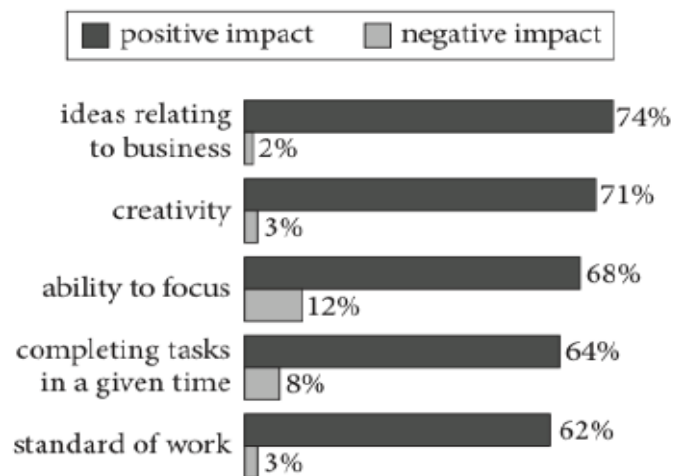 positive impact negative impact
ideas relating
to business
74%
2%
creativity
71%
3%
ability to focus
68%
12%
completing tasks
in a given time
64%
8%
standard of work
62%
3%